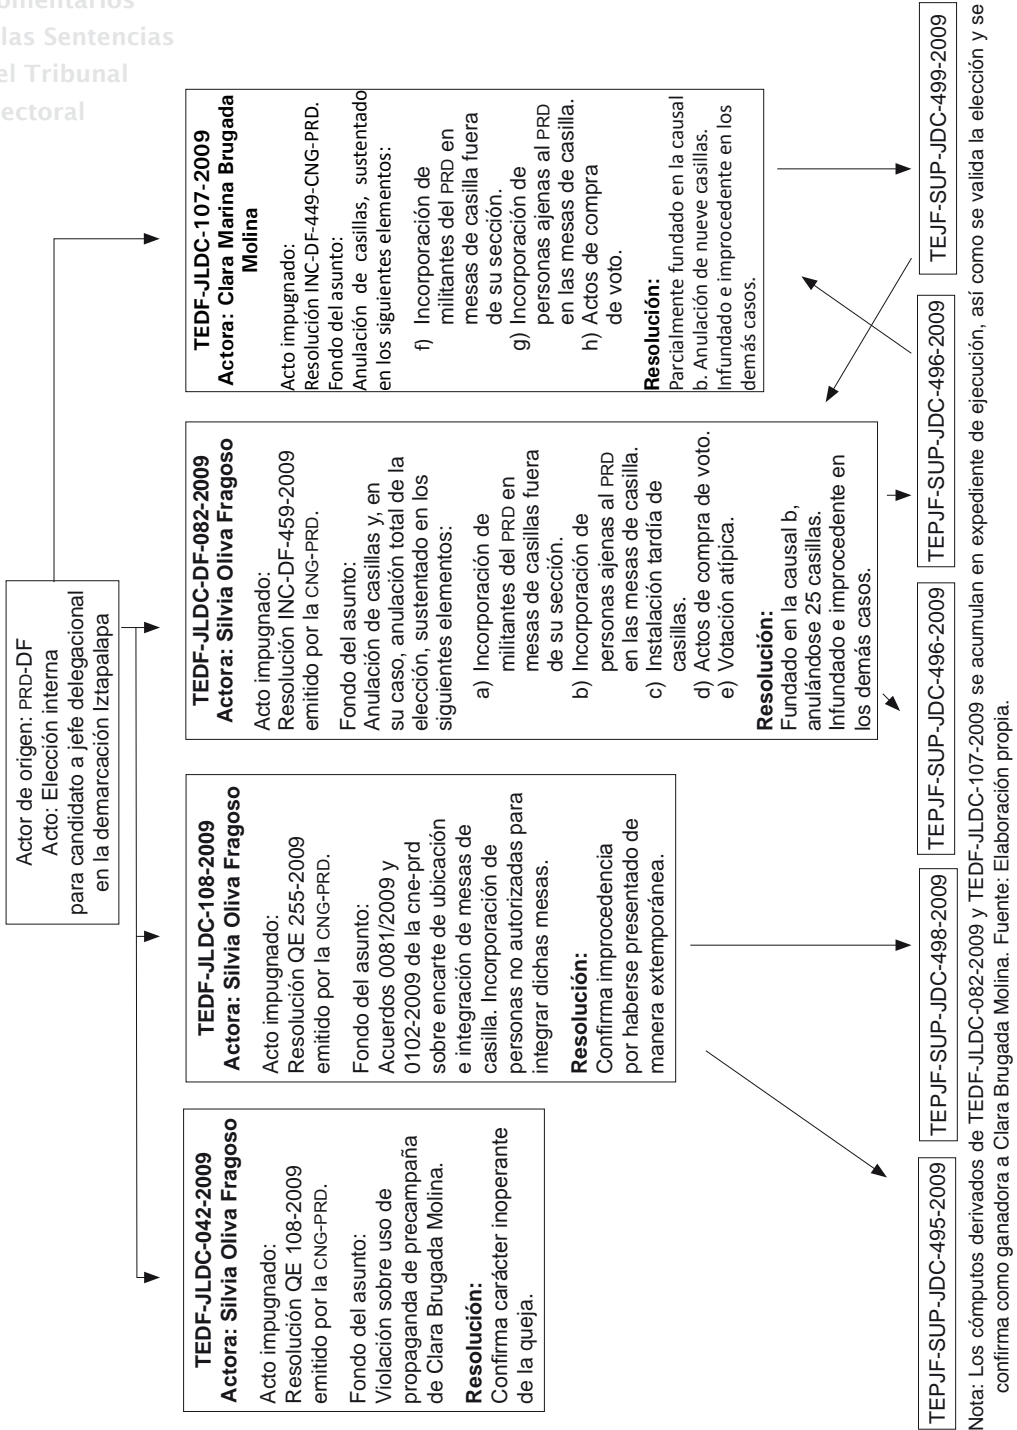 omentarios
las Sentencias
el Tribunal
ectoral
Actor de origen: PRD-DF
Acto: Elección interna
para candidato a jefe delegacional
en la demarcación Iztapalapa
TEDF-JLDC-042-2009
Actora: Silvia Oliva Fragoso
Acto impugnado:
Resolución QE 108-2009
emitido por la CNG-PRD.
Fondo del asunto:
Violación sobre uso de
propaganda de precampaña
de Clara Brugada Molina.
Resolución:
Confirma carácter inoperante
de la queja.
TEDF-JLDC-108-2009
Actora: Silvia Oliva Fragoso
Acto impugnado:
Resolución QE 255-2009
emitido por la CNG-PRD.
Fondo del asunto:
Acuerdos 0081/2009 y
0102-2009 de la cne-prd
sobre encarte de ubicación
e integración de mesas de
casilla. Incorporación de
personas no autorizadas para
integrar dichas mesas.
Resolución:
Confirma improcedencia
por haberse presentado de
manera extemporánea.
TEDF-JLDC-DF-082-2009
Actora: Silvia Oliva Fragoso
Acto impugnado:
Resolución INC-DF-459-2009
emitido por la CNG-PRD.
Fondo del asunto:
Anulación de casillas y, en
su caso, anulación total de la
elección, sustentado en los
siguientes elementos:
a) Incorporación de
militantes del PRD en
mesas de casillas fuera
de su sección.
b) Incorporación de
personas ajenas al PRD
en las mesas de casilla.
c) Instalación tardía de
casillas.
d) Actos de compra de voto.
e) Votación atípica.
Resolución:
Fundado en la causal b,
anulándose 25 casillas.
Infundado e improcedente en
los demás casos.
TEDF-JLDC-107-2009
Actora: Clara Marina Brugada
Molina
Acto impugnado:
Resolución INC-DF-449-CNG-PRD.
Fondo del asunto:
Anulación de casillas, sustentado
en los siguientes elementos:
f) Incorporación de
militantes del PRD en
mesas de casilla fuera
de su sección.
g) Incorporación de
personas ajenas al PRD
en las mesas de casilla.
h) Actos de compra
de voto.
Resolución:
Parcialmente fundado en la causal
b. Anulación de nueve casillas.
Infundado e improcedente en los
demás casos.
TEPJF-SUP-JDC-495-2009
TEPJF-SUP-JDC-498-2009
TEPJF-SUP-JDC-496-2009
TEPJF-SUP-JDC-496-2009
TEJF-SUP-JDC-499-2009
Nota: Los cómputos derivados de TEDF-JLDC-082-2009 y TEDF-JLDC-107-2009 se acumulan en expediente de ejecución, así como se valida la elección y se
confirma como ganadora a Clara Brugada Molina. Fuente: Elaboración propia.